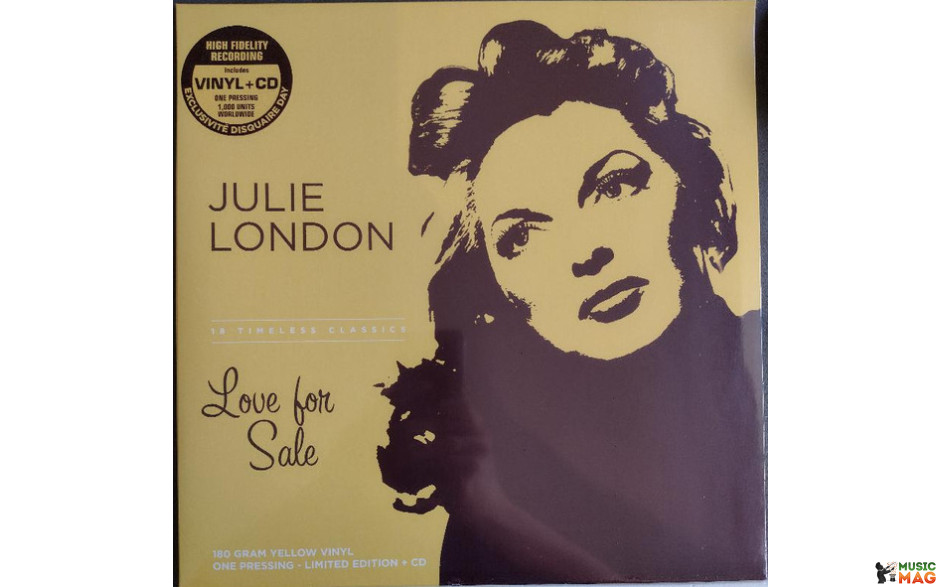 HIGH FIDELITY
RECORDING
Includes
VINYL+CD
ONE PRESSING
1,000 UNITS
WORLDWIDE
EXCLUSIVITÉ DISQUAIRE DAY
JULIE
LONDON
18 TIMELESS CLASSICS
Love for
Sale
180 GRAM YELLOW VINYL
ONE PRESSING - LIMITED EDITION + CD
MUSIC
MAG